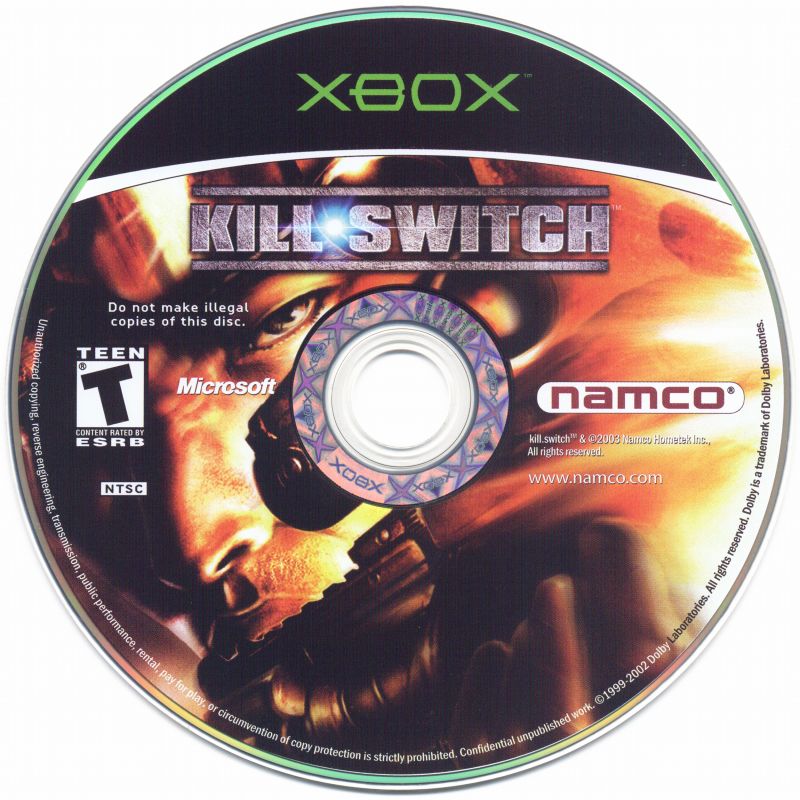 XBOX™
KILL SWITCH™
Do not make illegal
copies of this disc.
TEEN
T®
CONTENT RATED BY
ESRB
NTSC
Microsoft
XBOX
namco®
kill.switch™ & ©2003 Namco Hometek Inc.,
All rights reserved.
www.namco.com
Unauthorized copying, reverse engineering, transmission, public performance, rental, pay for play, or circumvention of copy protection is strictly prohibited. Confidential unpublished work. ©1999-2002 Dolby Laboratories. All rights reserved. Dolby is a trademark of Dolby Laboratories.